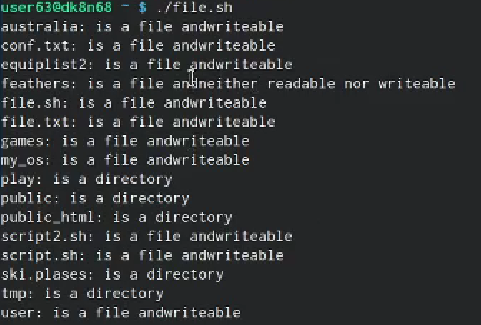 user63@dk8n68 ~ $ ./file.sh
australia: is a file andwriteable
conf.txt: is a file andwriteable
equiplist2: is a file andwriteable
feathers: is a file andneither readable nor writeable
file.sh: is a file andwriteable
file.txt: is a file andwriteable
games: is a file andwriteable
my_os: is a file andwriteable
play: is a directory
public: is a directory
public_html: is a directory
script2.sh: is a file andwriteable
script.sh: is a file andwriteable
ski.plases: is a directory
tmp: is a directory
user: is a file andwriteable